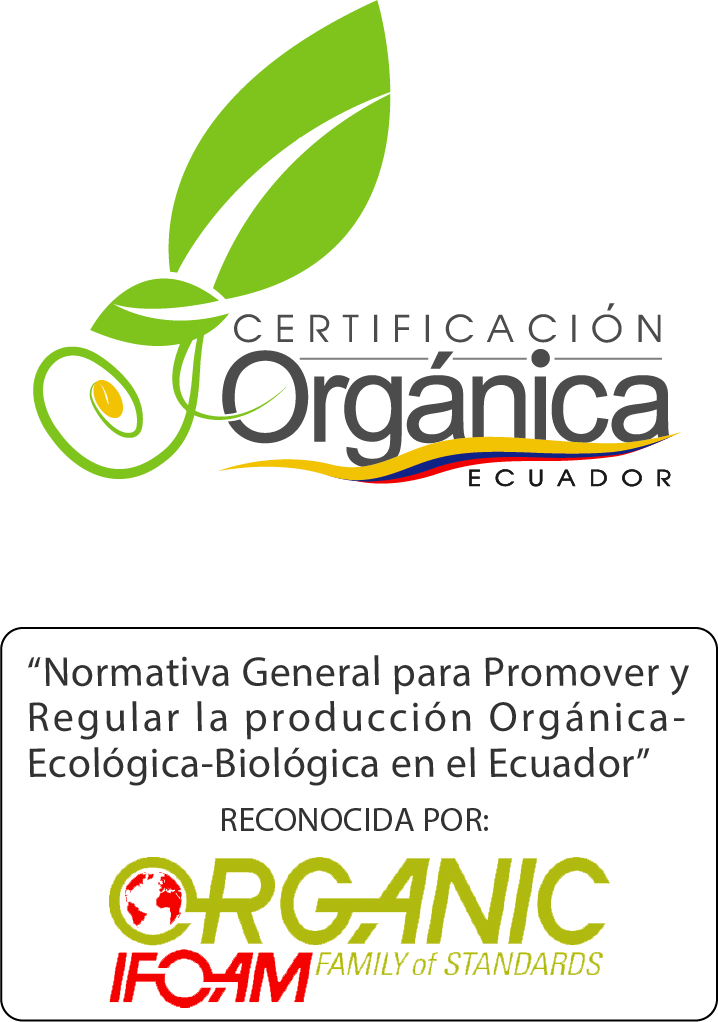 CERTIFICACIÓN
Orgánica
ECUADOR
“Normativa General para Promover y
Regular la producción Orgánica-
Ecológica-Biológica en el Ecuador”
RECONOCIDA POR:
ORGANIC
IFOAM FAMILY of STANDARDS